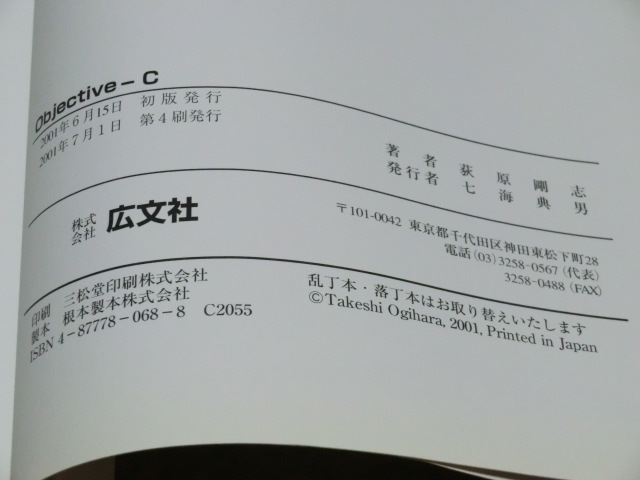 Objective－C
2001年6月15日　初版発行
2001年7月1日　第4刷発行
著　者　荻　原　剛　志
発行者　七　海　典　男
株式会社　広文社
〒101-0042　東京都千代田区神田東松下町28
電話(03)3258-0567（代表）
3258-0488（FAX）
印刷　三松堂印刷株式会社
製本　根本製本株式会社
ISBN 4－87778－068－8　C2055
乱丁本・落丁本はお取り替えいたします
©Takeshi Ogihara, 2001, Printed in Japan